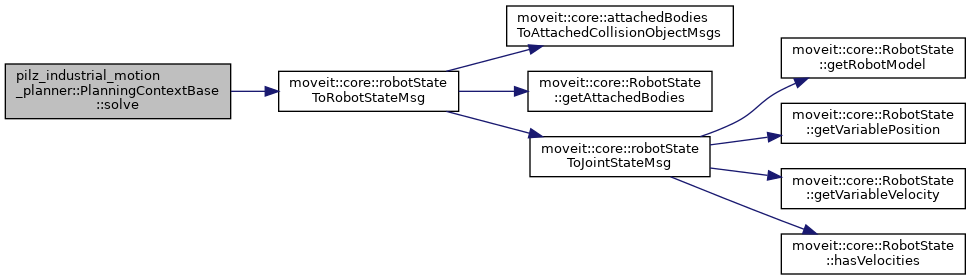 pilz_industrial_motion
_planner::PlanningContextBase
::solve
moveit::core::robotState
ToRobotStateMsg
moveit::core::attachedBodies
ToAttachedCollisionObjectMsgs
moveit::core::RobotState
::getAttachedBodies
moveit::core::robotState
ToJointStateMsg
moveit::core::RobotState
::getRobotModel
moveit::core::RobotState
::getVariablePosition
moveit::core::RobotState
::getVariableVelocity
moveit::core::RobotState
::hasVelocities